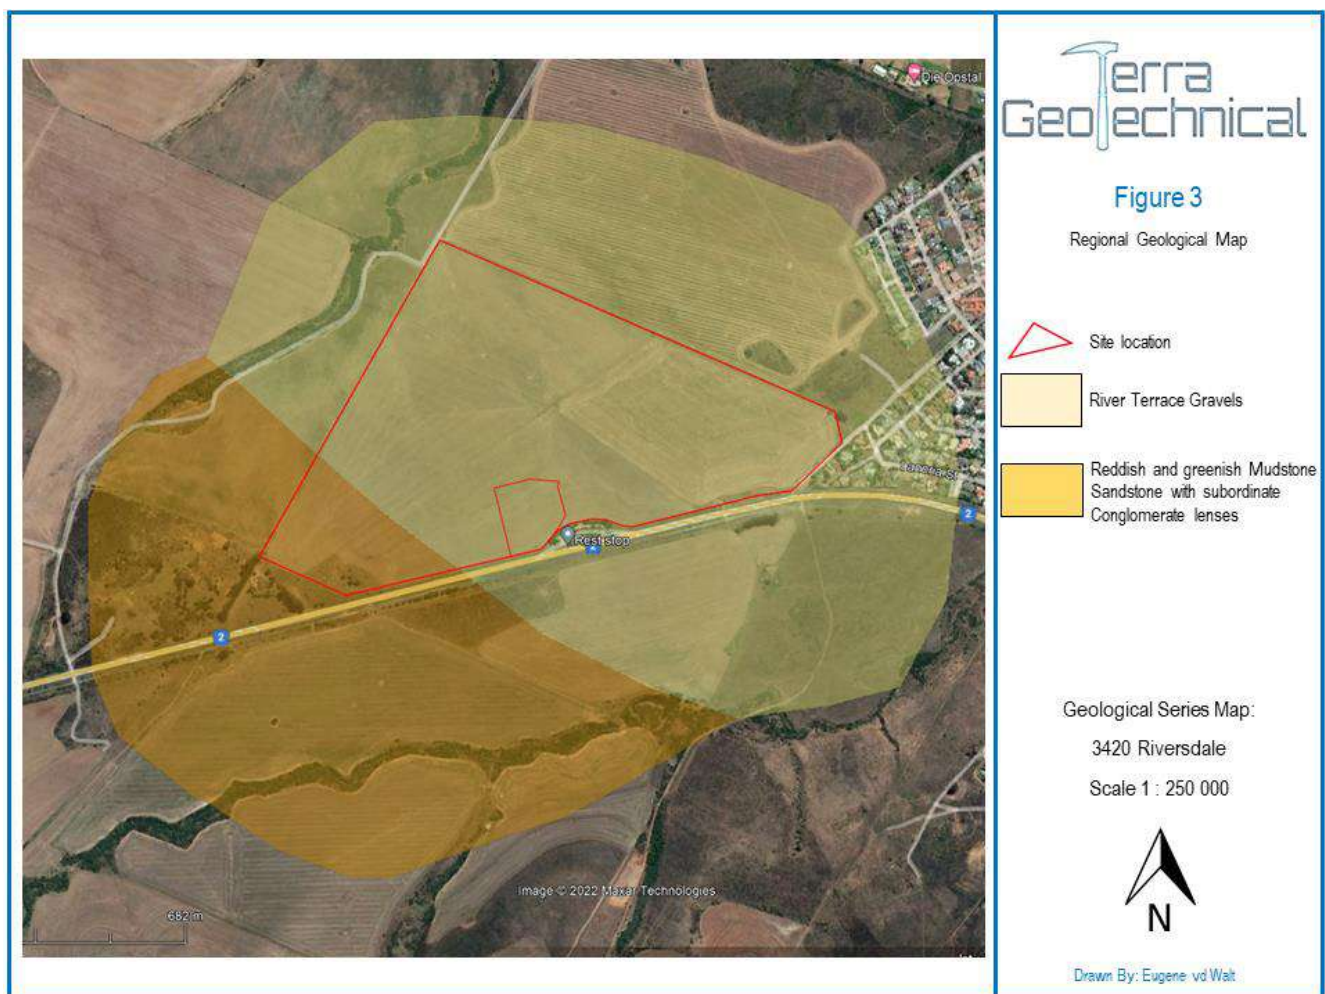 Die Opstal
Rest stop
2
2
Image © 2022 Maxar Technologies
682 m
Terra
GeoTechnical
Figure 3
Regional Geological Map
Site location
River Terrace Gravels
Reddish and greenish Mudstone
Sandstone with subordinate
Conglomerate lenses
Geological Series Map:
3420 Riversdale
Scale 1 : 250 000
N
Drawn By: Eugene vd Walt